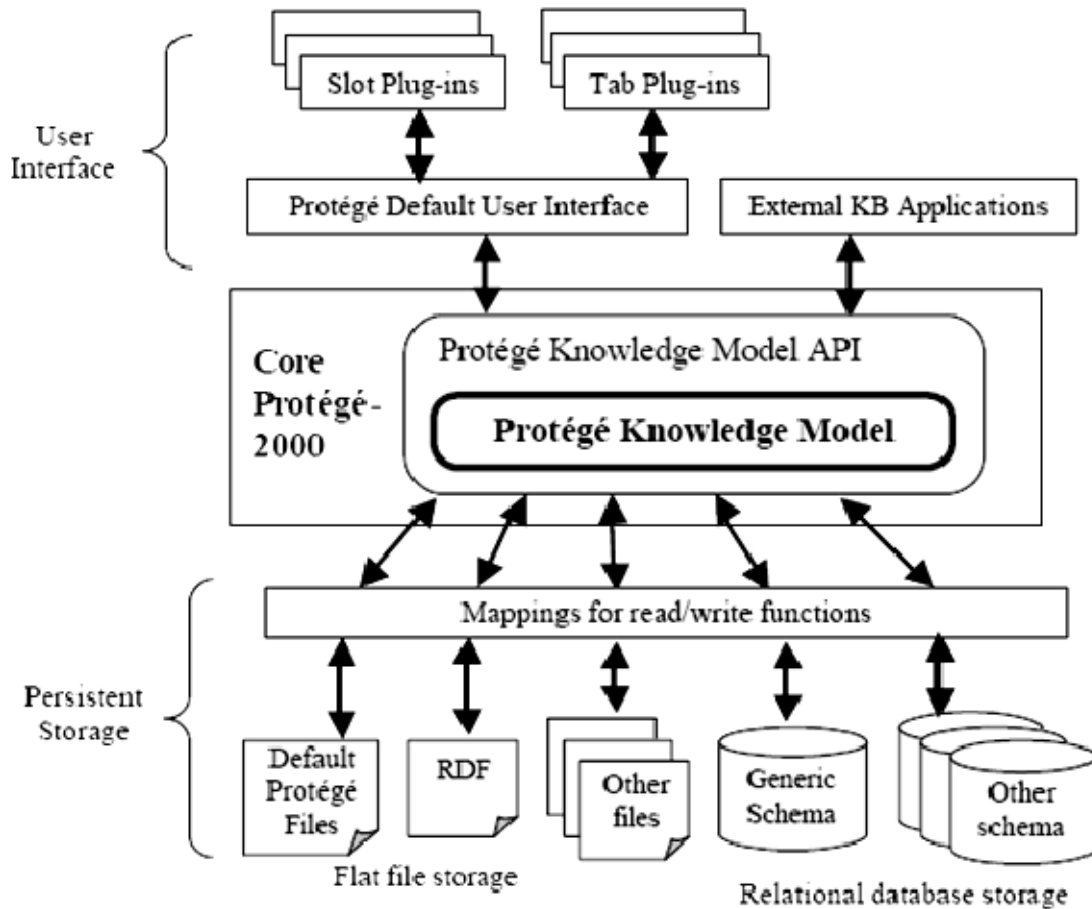 Slot Plug-ins
Tab Plug-ins
User
Interface
Protégé Default User Interface
External KB Applications
Core
Protégé-
2000
Protégé Knowledge Model API
Protégé Knowledge Model
Mappings for read/write functions
Persistent
Storage
Default
Protégé
Files
RDF
Other
files
Generic
Schema
Other
schema
Flat file storage
Relational database storage